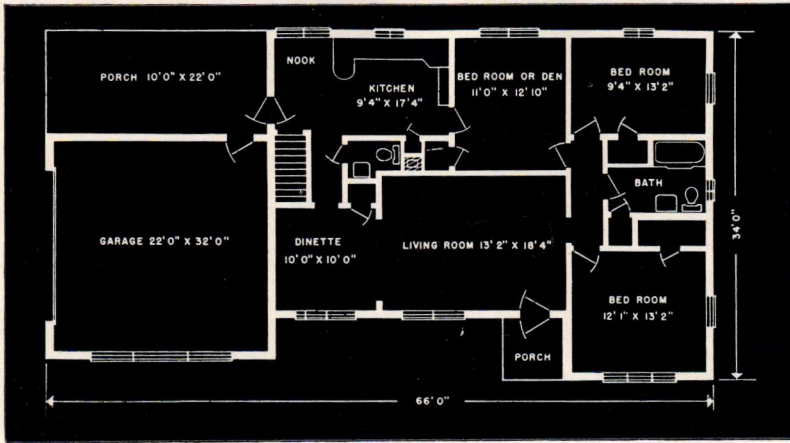 NOOK
PORCH 10'0" X 22'0"
KITCHEN
9'4" X 17'4"
BED ROOM OR DEN
11'0" X 12'10"
BED ROOM
9'4" X 13'2"
BATH
GARAGE 22'0" X 32'0"
DINETTE
10'0" X 10'0"
LIVING ROOM 13'2" X 18'4"
BED ROOM
12'1" X 13'2"
PORCH
34'0"
66'0"